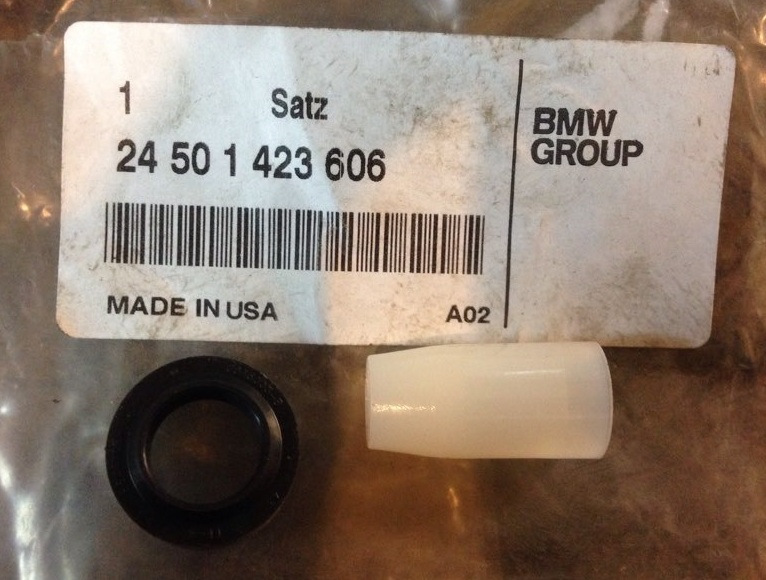 1 Satz
24 50 1 423 606
BMW
GROUP
MADE IN USA A02